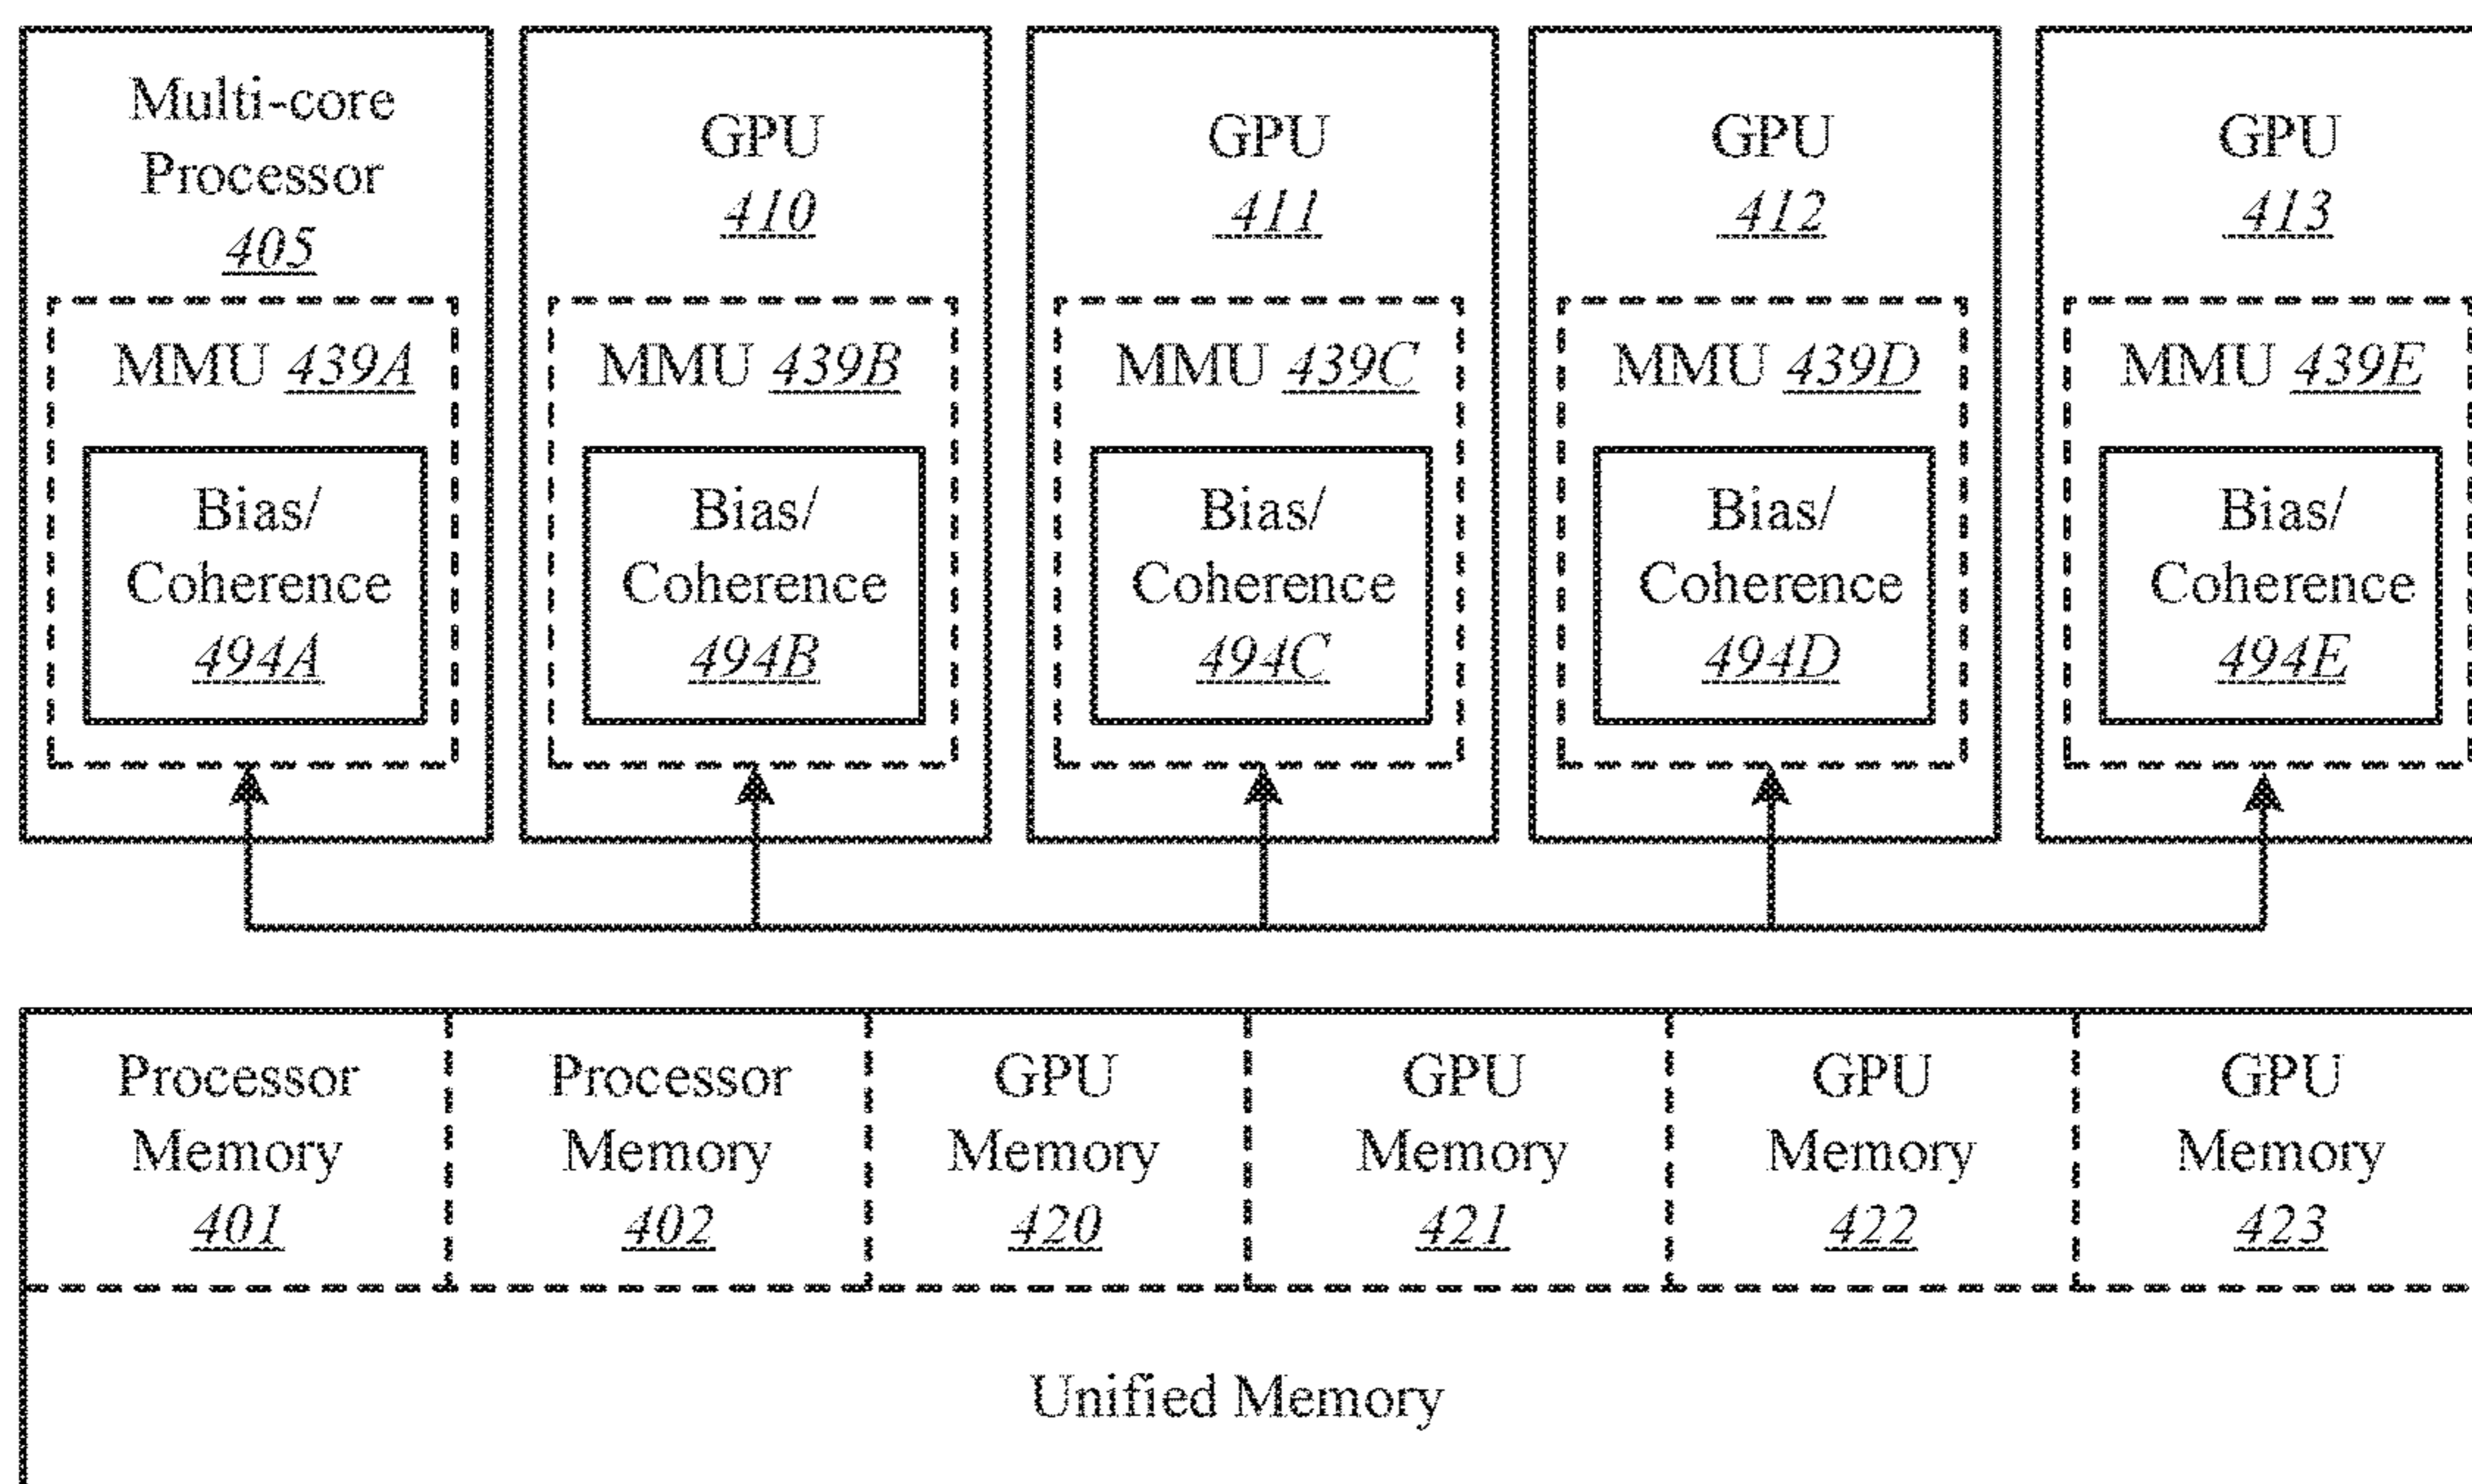 Multi-core
Processor
405
MMU 439A
Bias/
Coherence
494A
GPU
410
MMU 439B
Bias/
Coherence
494B
GPU
411
MMU 439C
Bias/
Coherence
494C
GPU
412
MMU 439D
Bias/
Coherence
494D
GPU
413
MMU 439E
Bias/
Coherence
494E
Processor
Memory
401
Processor
Memory
402
GPU
Memory
420
GPU
Memory
421
GPU
Memory
422
GPU
Memory
423
Unified Memory